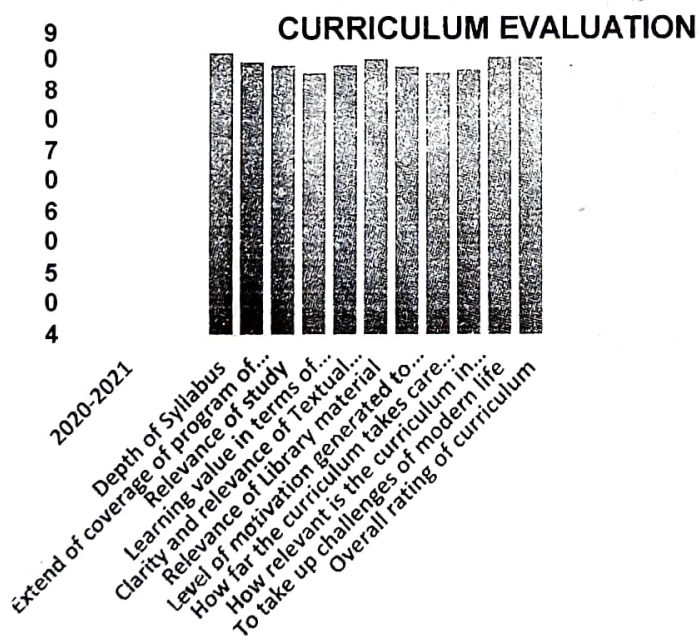 CURRICULUM EVALUATION
9
0
8
0
7
0
6
0
5
0
4
2020-2021
Depth of Syllabus
Extend of coverage of program of...
Relevance of study
Learning value in terms of...
Clarity and relevance of Textual...
Relevance of Library material
Level of motivation generated to...
How far the curriculum takes care...
How relevant is the curriculum in...
To take up challenges of modern life
Overall rating of curriculum